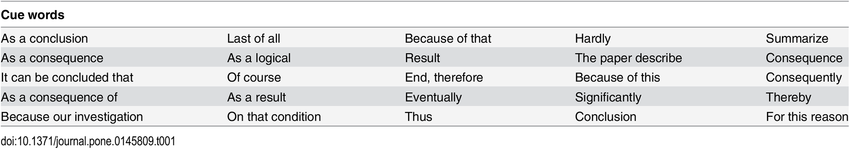 Cue words
As a conclusion Last of all Because of that Hardly Summarize
As a consequence As a logical Result The paper describe Consequence
It can be concluded that Of course End, therefore Because of this Consequently
As a consequence of As a result Eventually Significantly Thereby
Because our investigation On that condition Thus Conclusion For this reason
doi:10.1371/journal.pone.0145809.t001